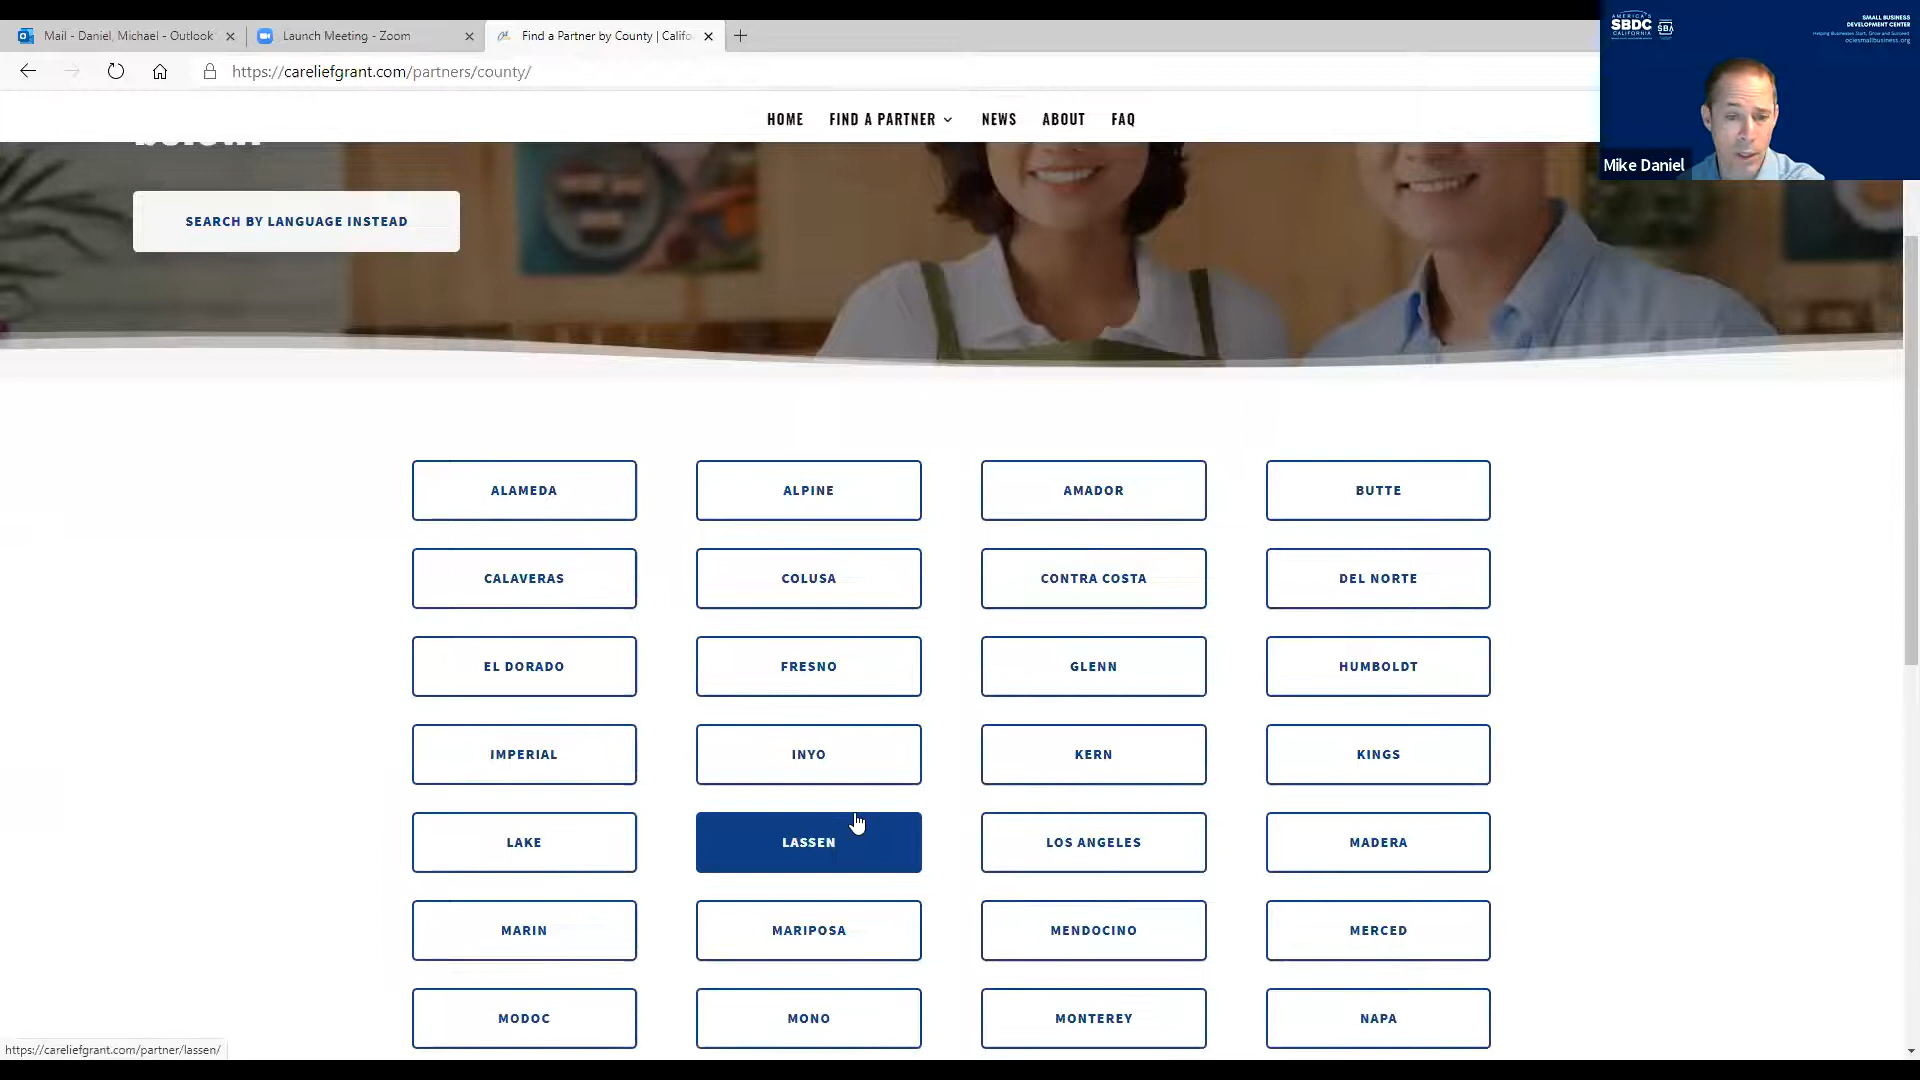 Mail - Daniel, Michael - Outlook
Launch Meeting - Zoom
Find a Partner by County | Califo
https://careliefgrant.com/partners/county/
AMERICA'S
SBDC
CALIFORNIA
SBA
SMALL BUSINESS
DEVELOPMENT CENTER
Helping Businesses Start, Grow and Succeed
ociesmallbusiness.org
Mike Daniel
HOME FIND A PARTNER NEWS ABOUT FAQ
below.
SEARCH BY LANGUAGE INSTEAD
ALAMEDA ALPINE AMADOR BUTTE
CALAVERAS COLUSA CONTRA COSTA DEL NORTE
EL DORADO FRESNO GLENN HUMBOLDT
IMPERIAL INYO KERN KINGS
LAKE LASSEN LOS ANGELES MADERA
MARIN MARIPOSA MENDOCINO MERCED
MODOC MONO MONTEREY NAPA
https://careliefgrant.com/partner/lassen/